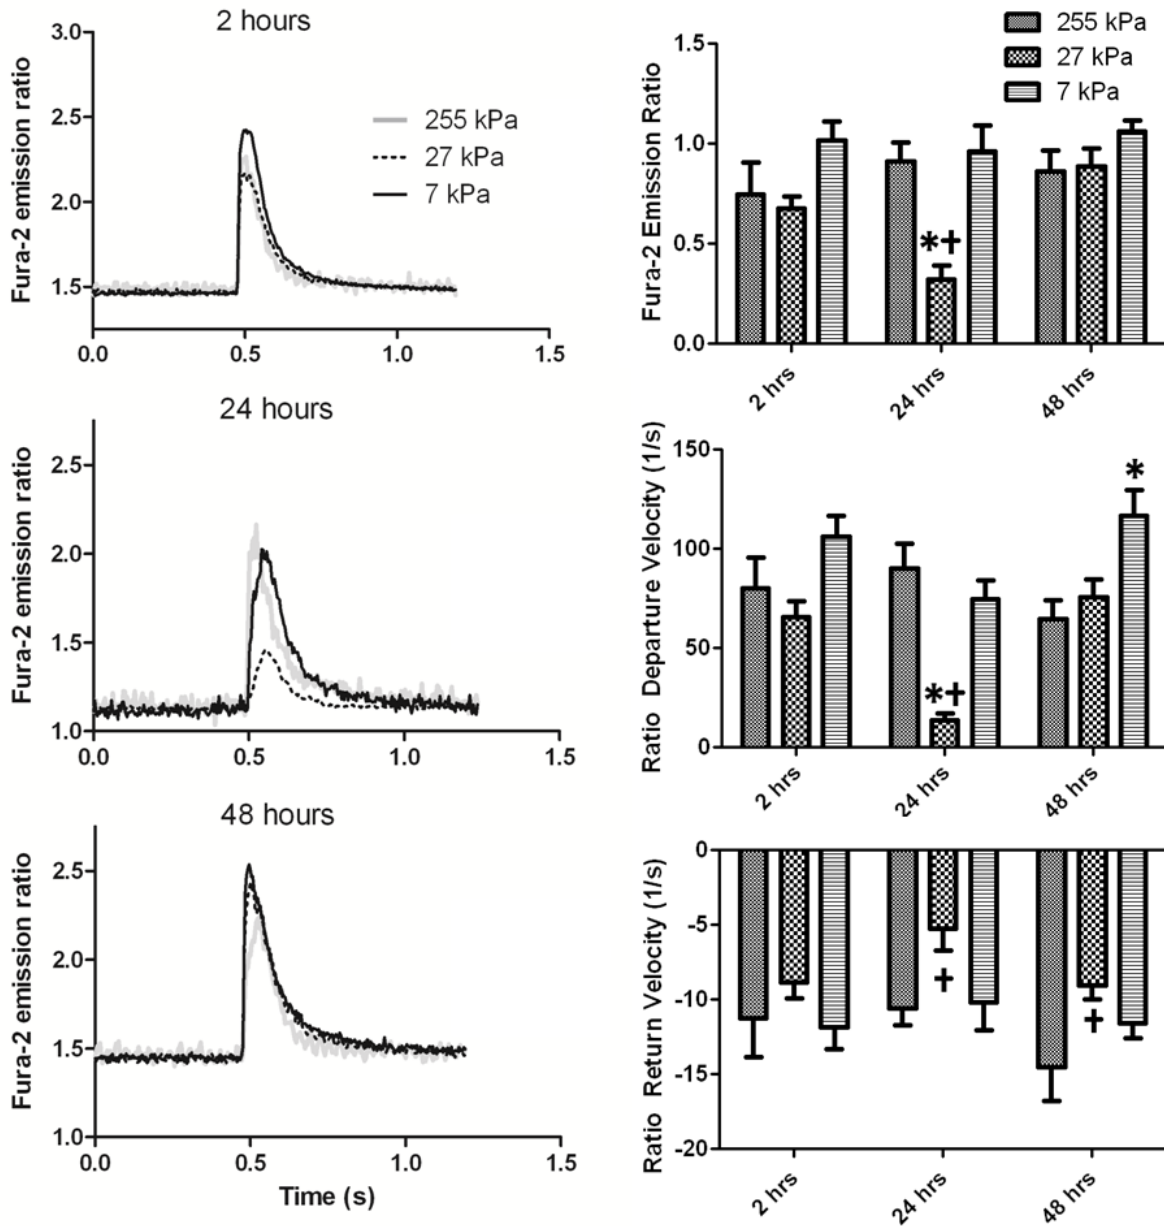 2 hours
Fura-2 emission ratio
3.0
2.5
2.0
1.5
255 kPa
27 kPa
7 kPa
0.0 0.5 1.0 1.5
24 hours
Fura-2 emission ratio
2.5
2.0
1.5
1.0
0.0 0.5 1.0 1.5
48 hours
Fura-2 emission ratio
2.5
2.0
1.5
1.0
0.0 0.5 1.0 1.5
Time (s)
255 kPa
27 kPa
7 kPa
Fura-2 Emission Ratio
1.5
1.0
0.5
0.0
*+
2 hrs 24 hrs 48 hrs
Ratio Departure Velocity (1/s)
150
100
50
0
*
*+
2 hrs 24 hrs 48 hrs
Ratio Return Velocity (1/s)
0
-5
-10
-15
-20
+ +
2 hrs 24 hrs 48 hrs